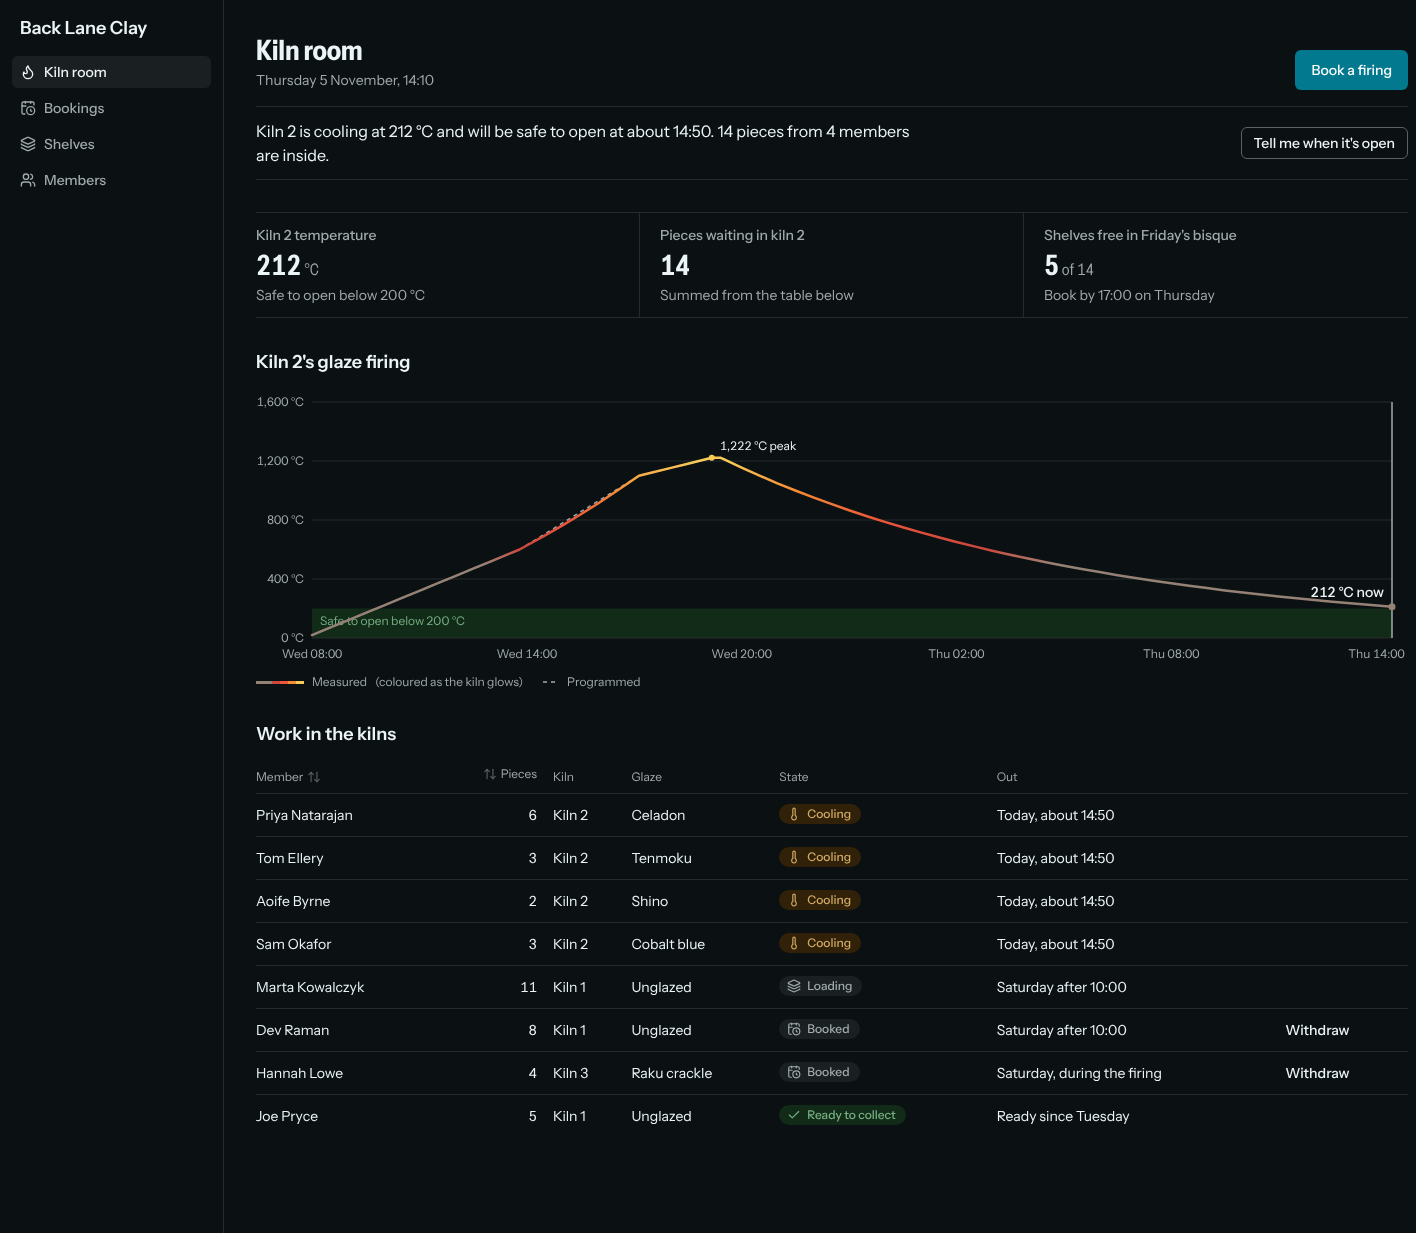 Back Lane Clay
Kiln room
Bookings
Shelves
Members
Kiln room
Thursday 5 November, 14:10
Book a firing
Kiln 2 is cooling at 212 °C and will be safe to open at about 14:50. 14 pieces from 4 members
are inside.
Tell me when it's open
Kiln 2 temperature
212 °C
Safe to open below 200 °C
Pieces waiting in kiln 2
14
Summed from the table below
Shelves free in Friday's bisque
5 of 14
Book by 17:00 on Thursday
Kiln 2's glaze firing
1,600 °C
1,200 °C
800 °C
400 °C
0 °C
1,222 °C peak
212 °C now
Safe to open below 200 °C
Wed 08:00 Wed 14:00 Wed 20:00 Thu 02:00 Thu 08:00 Thu 14:00
Measured (coloured as the kiln glows) Programmed
Work in the kilns
Member Pieces Kiln Glaze State Out
Priya Natarajan 6 Kiln 2 Celadon Cooling Today, about 14:50
Tom Ellery 3 Kiln 2 Tenmoku Cooling Today, about 14:50
Aoife Byrne 2 Kiln 2 Shino Cooling Today, about 14:50
Sam Okafor 3 Kiln 2 Cobalt blue Cooling Today, about 14:50
Marta Kowalczyk 11 Kiln 1 Unglazed Loading Saturday after 10:00
Dev Raman 8 Kiln 1 Unglazed Booked Saturday after 10:00 Withdraw
Hannah Lowe 4 Kiln 3 Raku crackle Booked Saturday, during the firing Withdraw
Joe Pryce 5 Kiln 1 Unglazed Ready to collect Ready since Tuesday